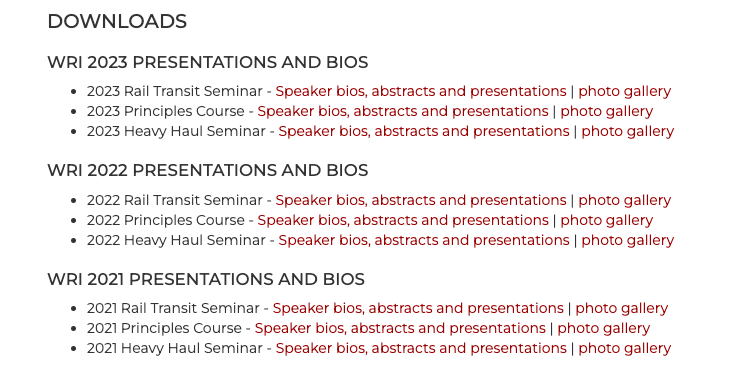 DOWNLOADS
WRI 2023 PRESENTATIONS AND BIOS
• 2023 Rail Transit Seminar - Speaker bios, abstracts and presentations | photo gallery
• 2023 Principles Course - Speaker bios, abstracts and presentations | photo gallery
• 2023 Heavy Haul Seminar - Speaker bios, abstracts and presentations | photo gallery
WRI 2022 PRESENTATIONS AND BIOS
• 2022 Rail Transit Seminar - Speaker bios, abstracts and presentations | photo gallery
• 2022 Principles Course - Speaker bios, abstracts and presentations | photo gallery
• 2022 Heavy Haul Seminar - Speaker bios, abstracts and presentations | photo gallery
WRI 2021 PRESENTATIONS AND BIOS
• 2021 Rail Transit Seminar - Speaker bios, abstracts and presentations | photo gallery
• 2021 Principles Course - Speaker bios, abstracts and presentations | photo gallery
• 2021 Heavy Haul Seminar - Speaker bios, abstracts and presentations | photo gallery